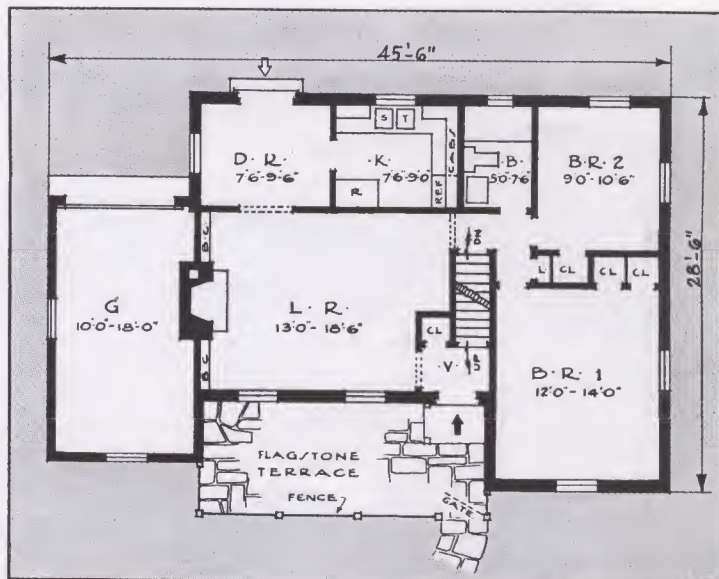 45'-6"
D. R.
7'6"-9'6"
S
T
K.
7'6"-9'0"
R
REF
CABS
.B.
5'0"-7'6"
B.R. 2
9'0"-10'6"
28'-6"
B.C.
DN
L
CL
CL
CL
G
10'0"-18'0"
L. R.
13'0"-18'6"
CL
B.C.
.V.
UP
B.R. 1
12'0"-14'0"
FLAGSTONE
TERRACE
FENCE
GATE